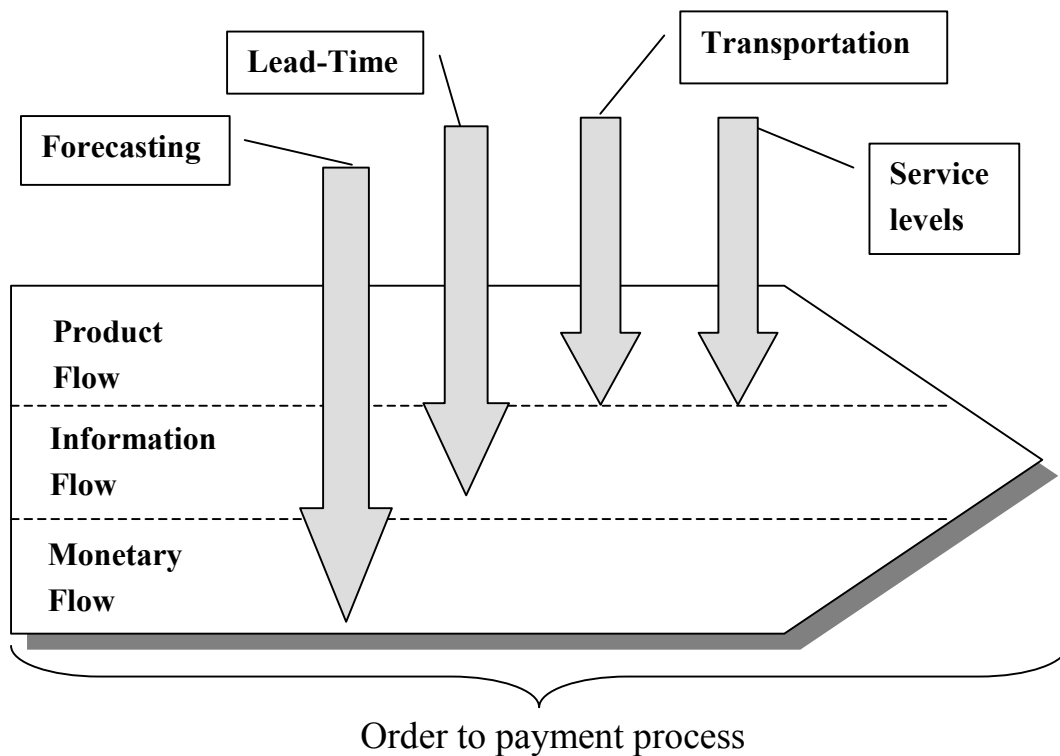 Transportation
Lead-Time
Forecasting
Service
levels
Product
Flow
Information
Flow
Monetary
Flow
Order to payment process